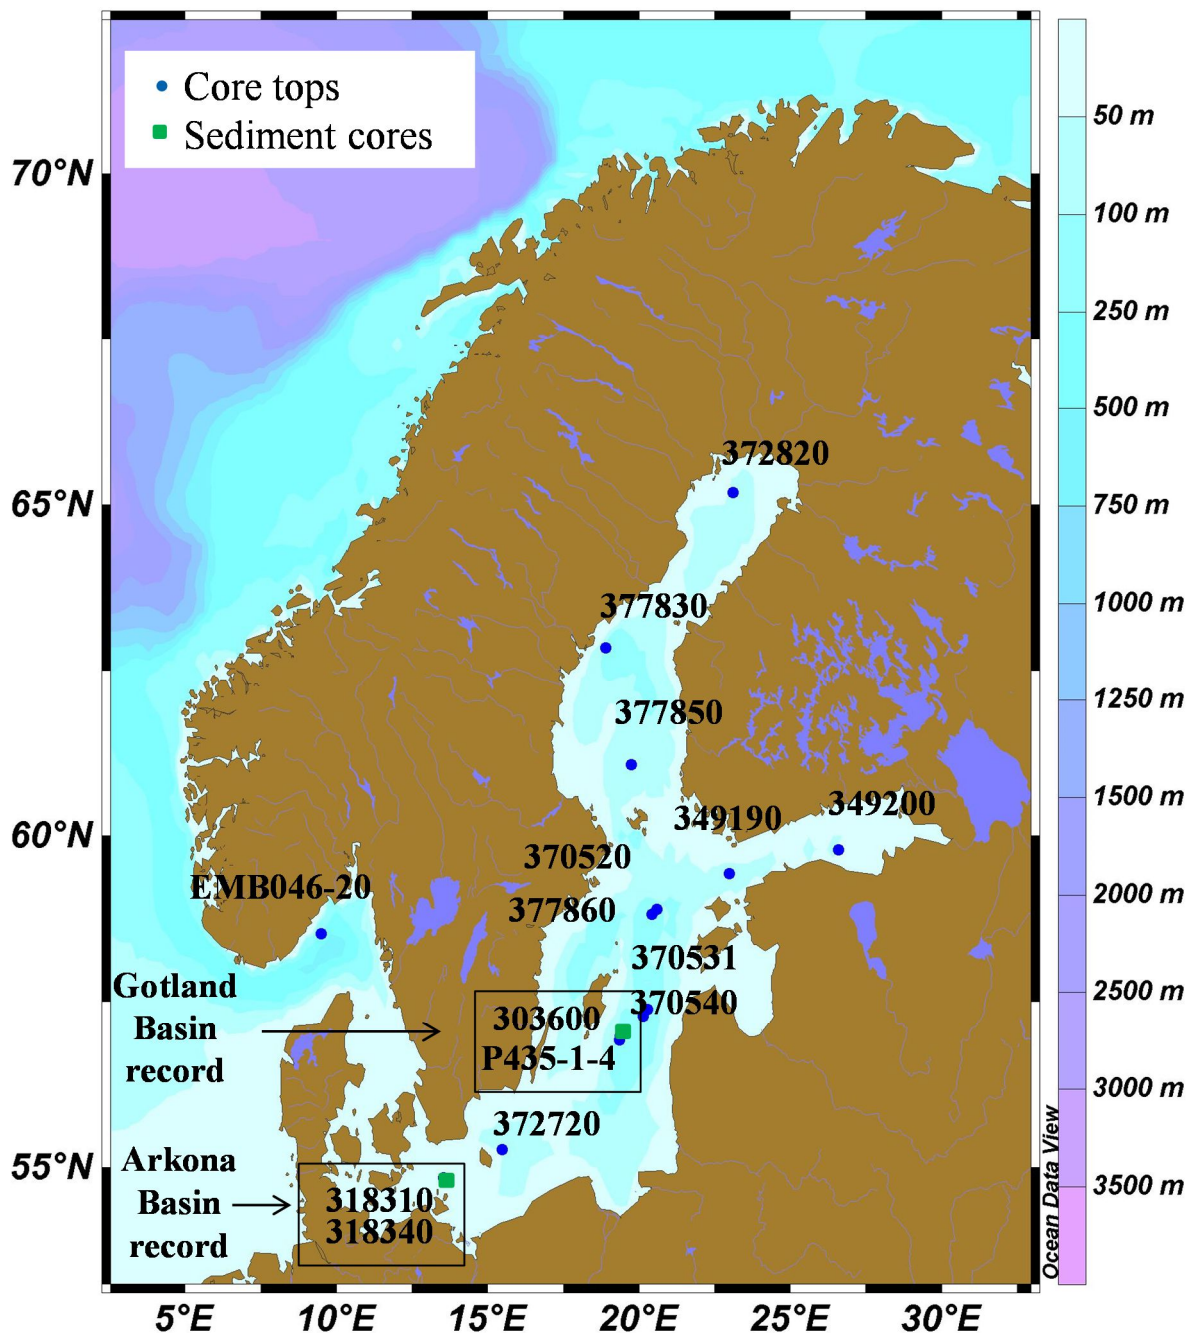 Core tops
Sediment cores
70°N
65°N
60°N
55°N
5°E
10°E
15°E
20°E
25°E
30°E
50 m
100 m
250 m
500 m
750 m
1000 m
1250 m
1500 m
2000 m
2500 m
3000 m
3500 m
Ocean Data View
372820
377830
377850
349200
349190
370520
EMB046-20
377860
370531
370540
Gotland
Basin
record
303600
P435-1-4
372720
Arkona
Basin
record
318310
318340